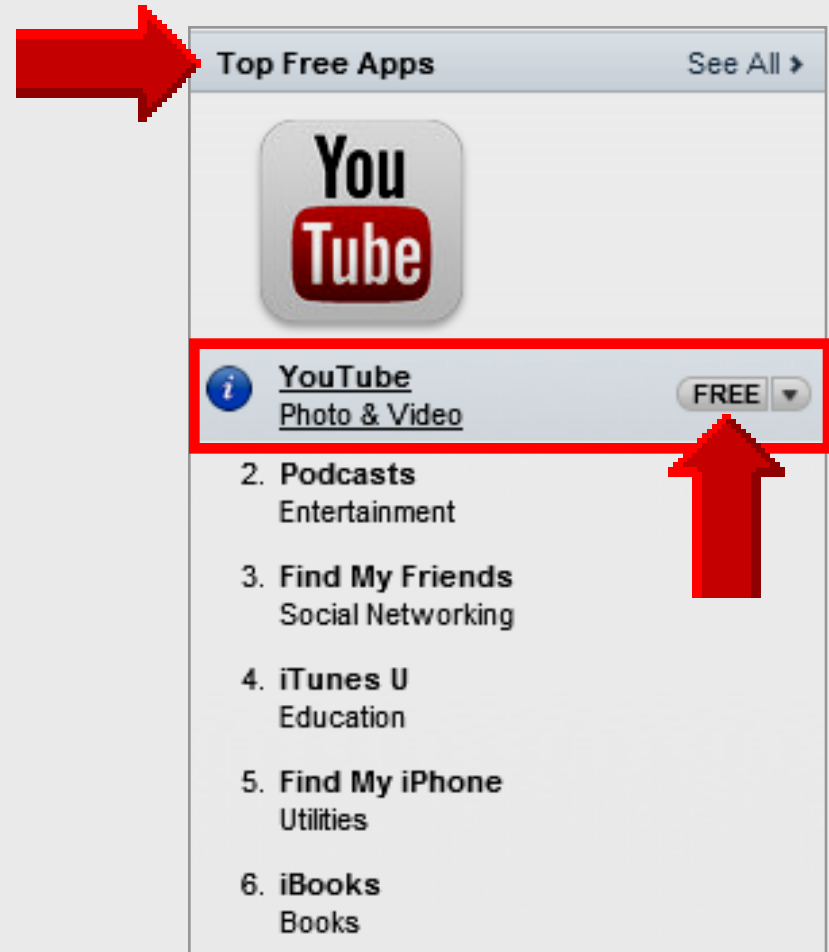 Top Free Apps See All >
You
Tube
i YouTube FREE
Photo & Video
2. Podcasts
Entertainment
3. Find My Friends
Social Networking
4. iTunes U
Education
5. Find My iPhone
Utilities
6. iBooks
Books